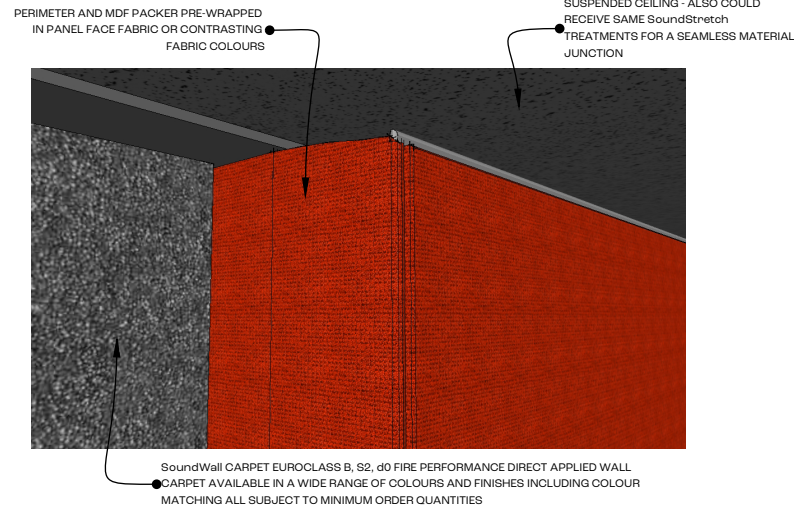 PERIMETER AND MDF PACKER PRE-WRAPPED
IN PANEL FACE FABRIC OR CONTRASTING
FABRIC COLOURS
SUSPENDED CEILING - ALSO COULD
RECEIVE SAME SoundStretch
TREATMENTS FOR A SEAMLESS MATERIAL
JUNCTION
SoundWall CARPET EUROCLASS B, S2, d0 FIRE PERFORMANCE DIRECT APPLIED WALL
CARPET AVAILABLE IN A WIDE RANGE OF COLOURS AND FINISHES INCLUDING COLOUR
MATCHING ALL SUBJECT TO MINIMUM ORDER QUANTITIES